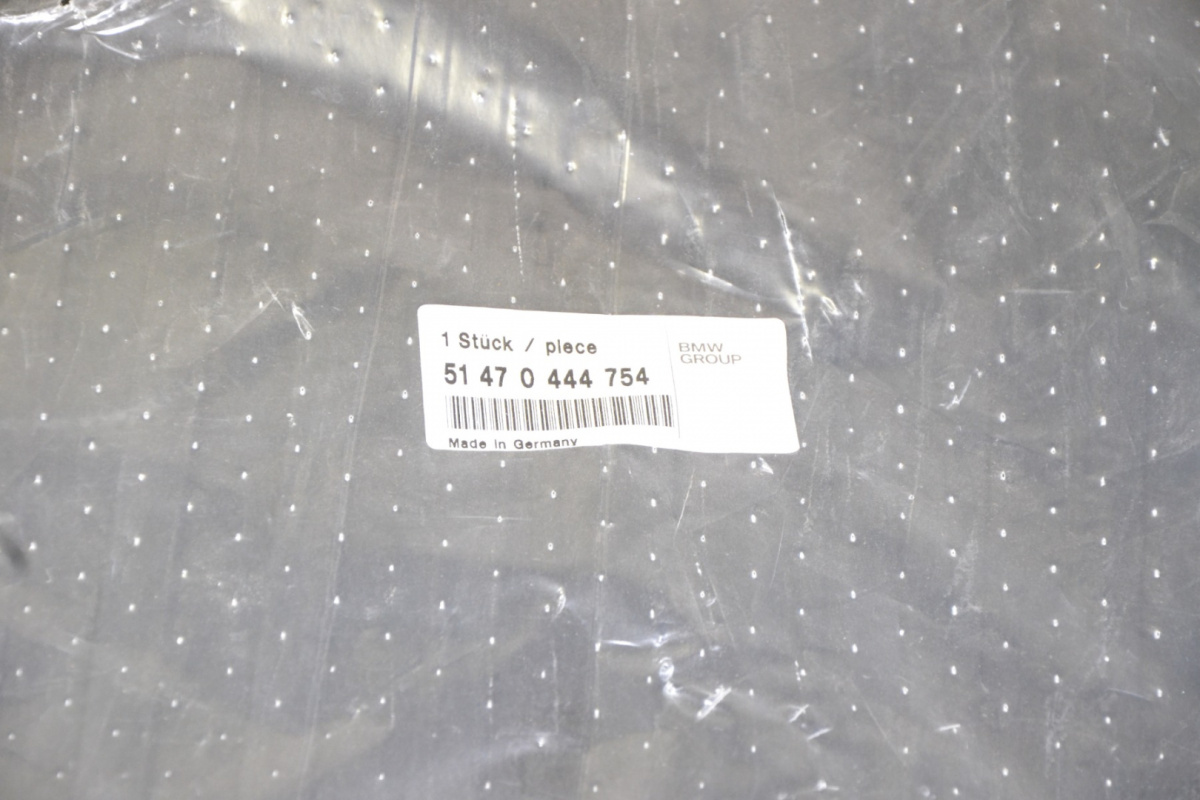 1 Stück / piece
51 47 0 444 754
Made in Germany
BMW
GROUP